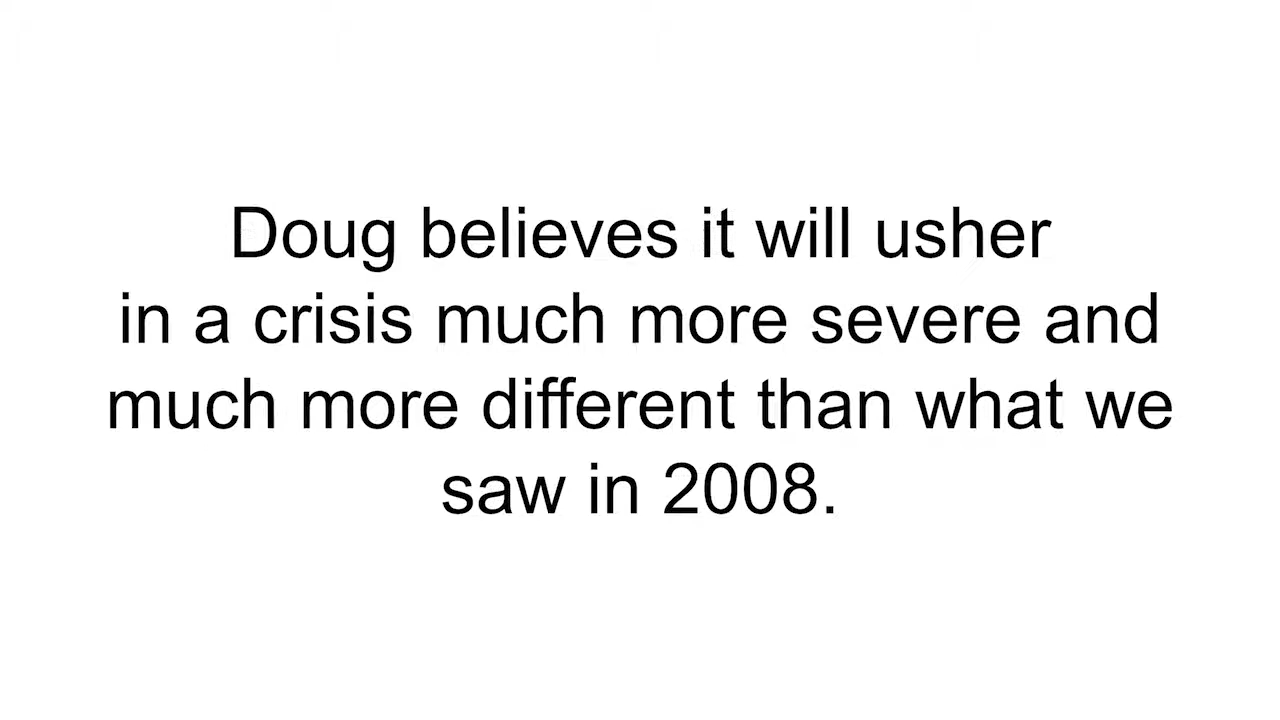 Doug believes it will usher
in a crisis much more severe and
much more different than what we
saw in 2008.